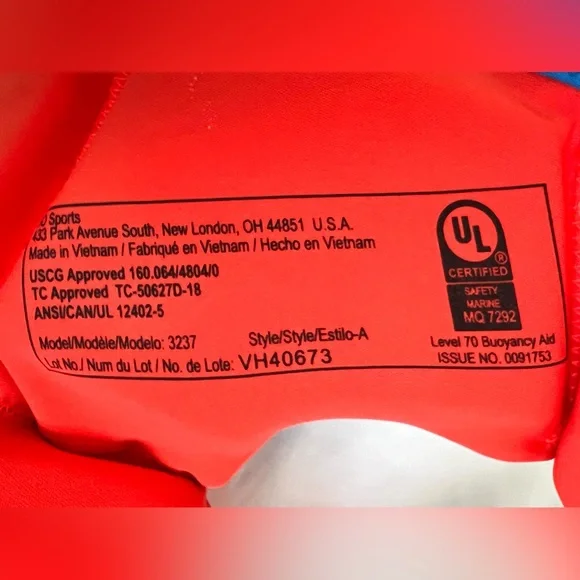 Sports
Park Avenue South, New London, OH 44851 U.S.A.
Made in Vietnam / Fabriqué en Vietnam / Hecho en Vietnam
USCG Approved 160.064/4804/0
TC Approved TC-50627D-18
ANSI/CAN/UL 12402-5
Model/Modèle/Modelo: 3237 Style/Style/Estilo-A
Lot No./ Num du Lot / No. de Lote: VH40673
UL ®
CERTIFIED
SAFETY
MARINE
MQ 7292
Level 70 Buoyancy Aid
ISSUE NO. 0091753